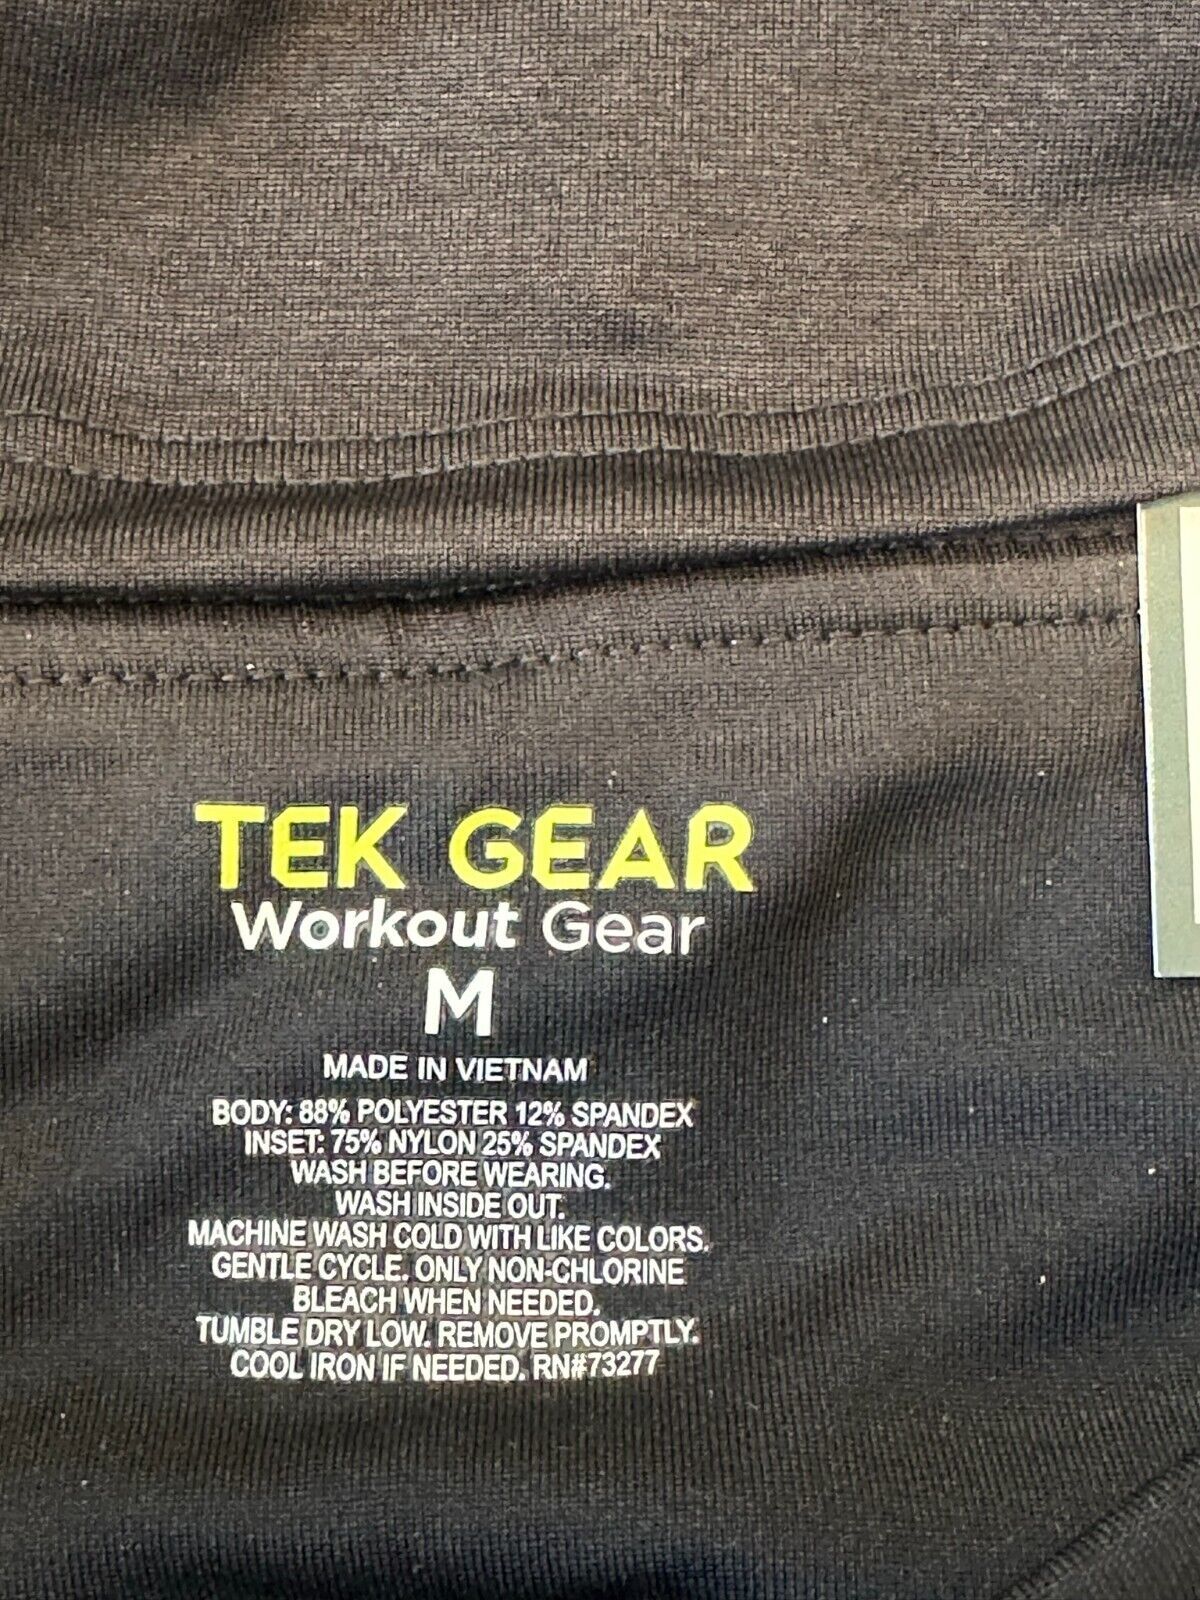 TEK GEAR
Workout Gear
M
MADE IN VIETNAM
BODY: 88% POLYESTER 12% SPANDEX
INSET: 75% NYLON 25% SPANDEX
WASH BEFORE WEARING.
WASH INSIDE OUT.
MACHINE WASH COLD WITH LIKE COLORS.
GENTLE CYCLE. ONLY NON-CHLORINE
BLEACH WHEN NEEDED.
TUMBLE DRY LOW. REMOVE PROMPTLY.
COOL IRON IF NEEDED. RN#73277